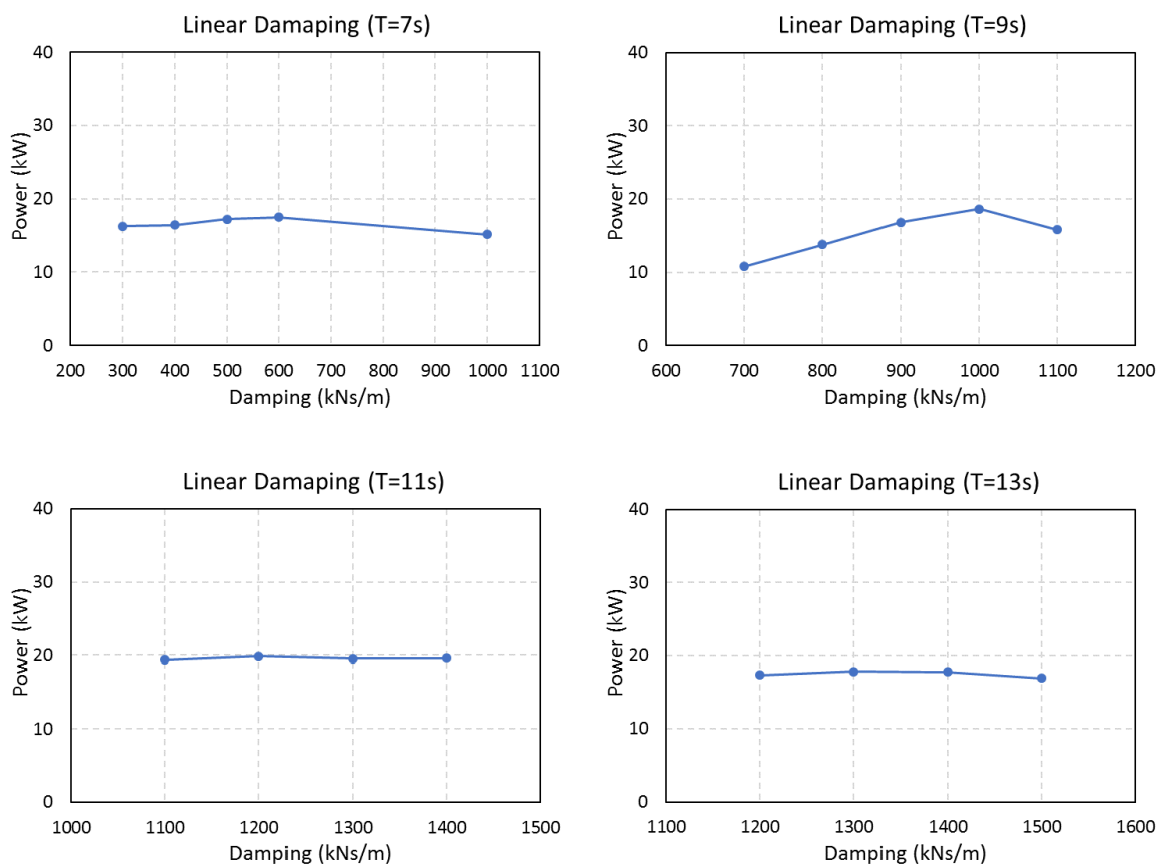 Linear Damaping (T=7s)
40
30
20
10
0
Power (kW)
200 300 400 500 600 700 800 900 1000 1100
Damping (kNs/m)
Linear Damaping (T=9s)
40
30
20
10
0
Power (kW)
600 700 800 900 1000 1100 1200
Damping (kNs/m)
Linear Damaping (T=11s)
40
30
20
10
0
Power (kW)
1000 1100 1200 1300 1400 1500
Damping (kNs/m)
Linear Damaping (T=13s)
40
30
20
10
0
Power (kW)
1100 1200 1300 1400 1500 1600
Damping (kNs/m)